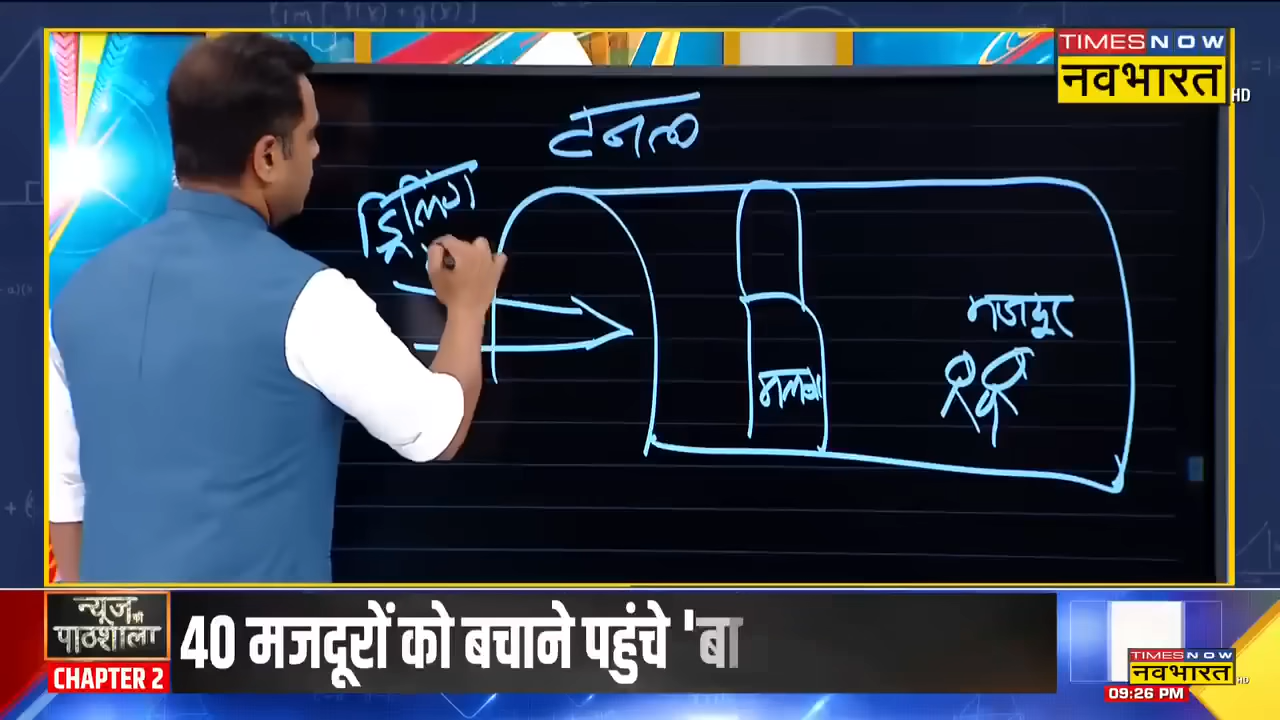 TIMES NOW
नवभारत
HD
टनल
ड्रिलिंग
मजदूर
मलबा
न्यूज की
पाठशाला
CHAPTER 2
40 मजदूरों को बचाने पहुंचे 'बा
TIMES NOW
नवभारत
HD
09:26 PM